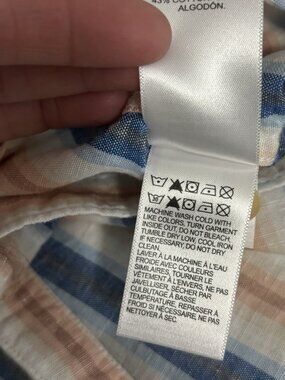 43% COTTON
ALGODÓN.
MACHINE WASH COLD WITH
LIKE COLORS, TURN GARMENT
INSIDE OUT, DO NOT BLEACH,
TUMBLE DRY LOW, COOL IRON
IF NECESSARY, DO NOT DRY
CLEAN.
LAVER À LA MACHINE À L'EAU
FROIDE AVEC COULEURS
SIMILAIRES, TOURNER LE
VÊTEMENT À L'ENVERS, NE PAS
JAVELLISER, SÉCHER PAR
CULBUTAGE À BASSE
TEMPÉRATURE, REPASSER À
FROID SI NÉCESSAIRE, NE PAS
NETTOYER À SEC.